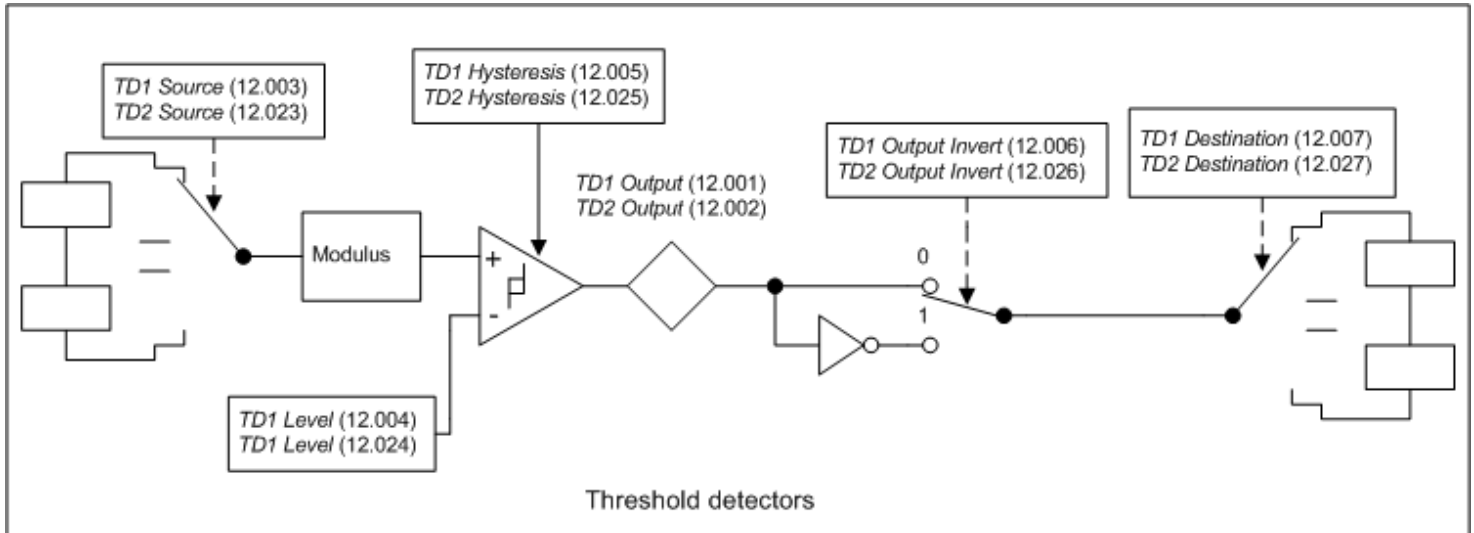 TD1 Source (12.003)
TD2 Source (12.023)
TD1 Hysteresis (12.005)
TD2 Hysteresis (12.025)
TD1 Output (12.001)
TD2 Output (12.002)
TD1 Output Invert (12.006)
TD2 Output Invert (12.026)
TD1 Destination (12.007)
TD2 Destination (12.027)
Modulus
+
-
0
1
TD1 Level (12.004)
TD1 Level (12.024)
Threshold detectors